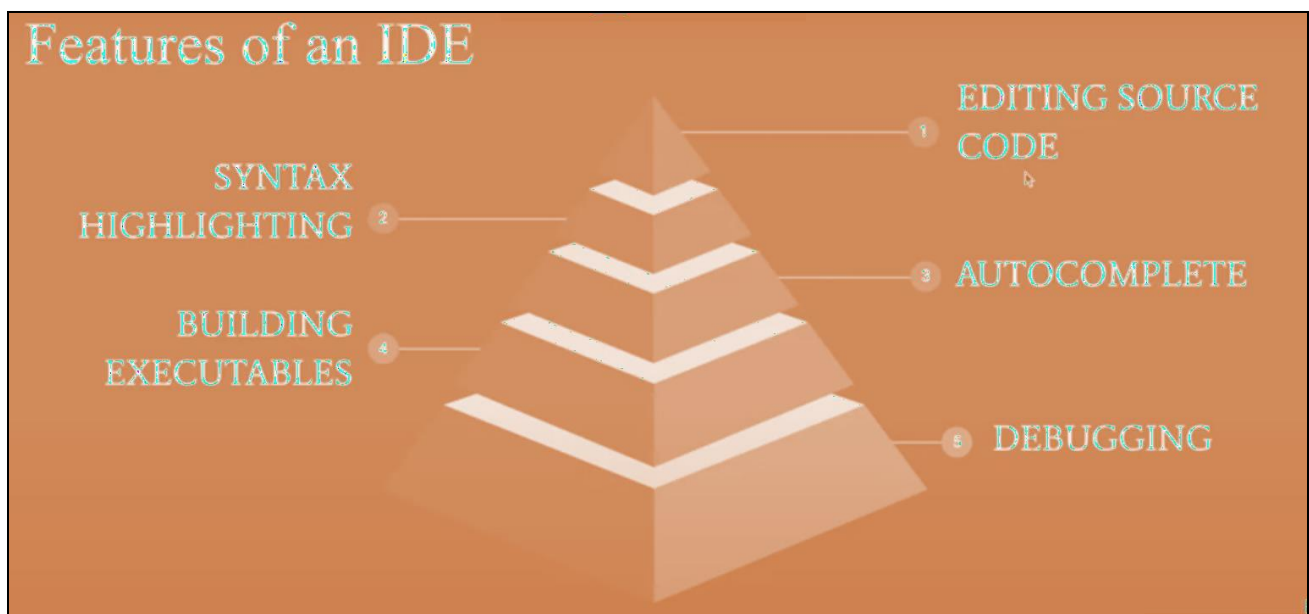 Features of an IDE
1
EDITING SOURCE
CODE
SYNTAX
HIGHLIGHTING
2
3
AUTOCOMPLETE
BUILDING
EXECUTABLES
4
5
DEBUGGING